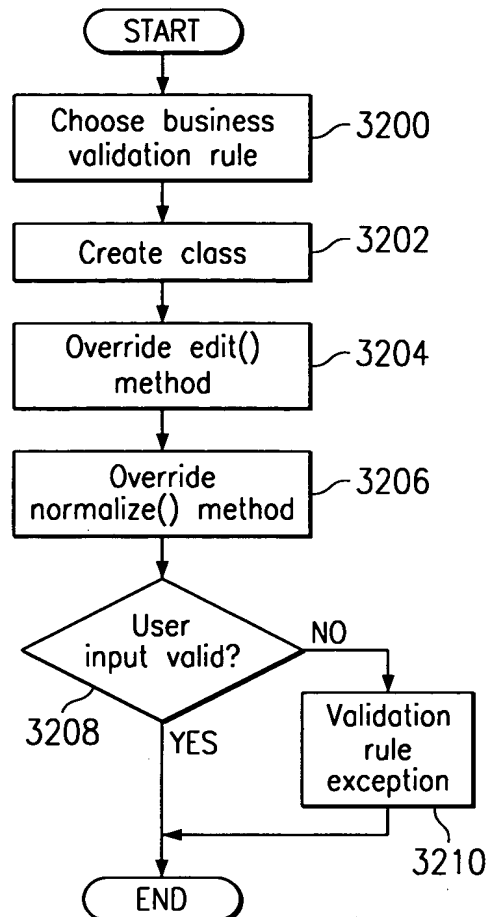 START
Choose business
validation rule
3200
Create class
3202
Override edit()
method
3204
Override
normalize() method
3206
User
input valid?
NO
3208
YES
Validation
rule
exception
3210
END